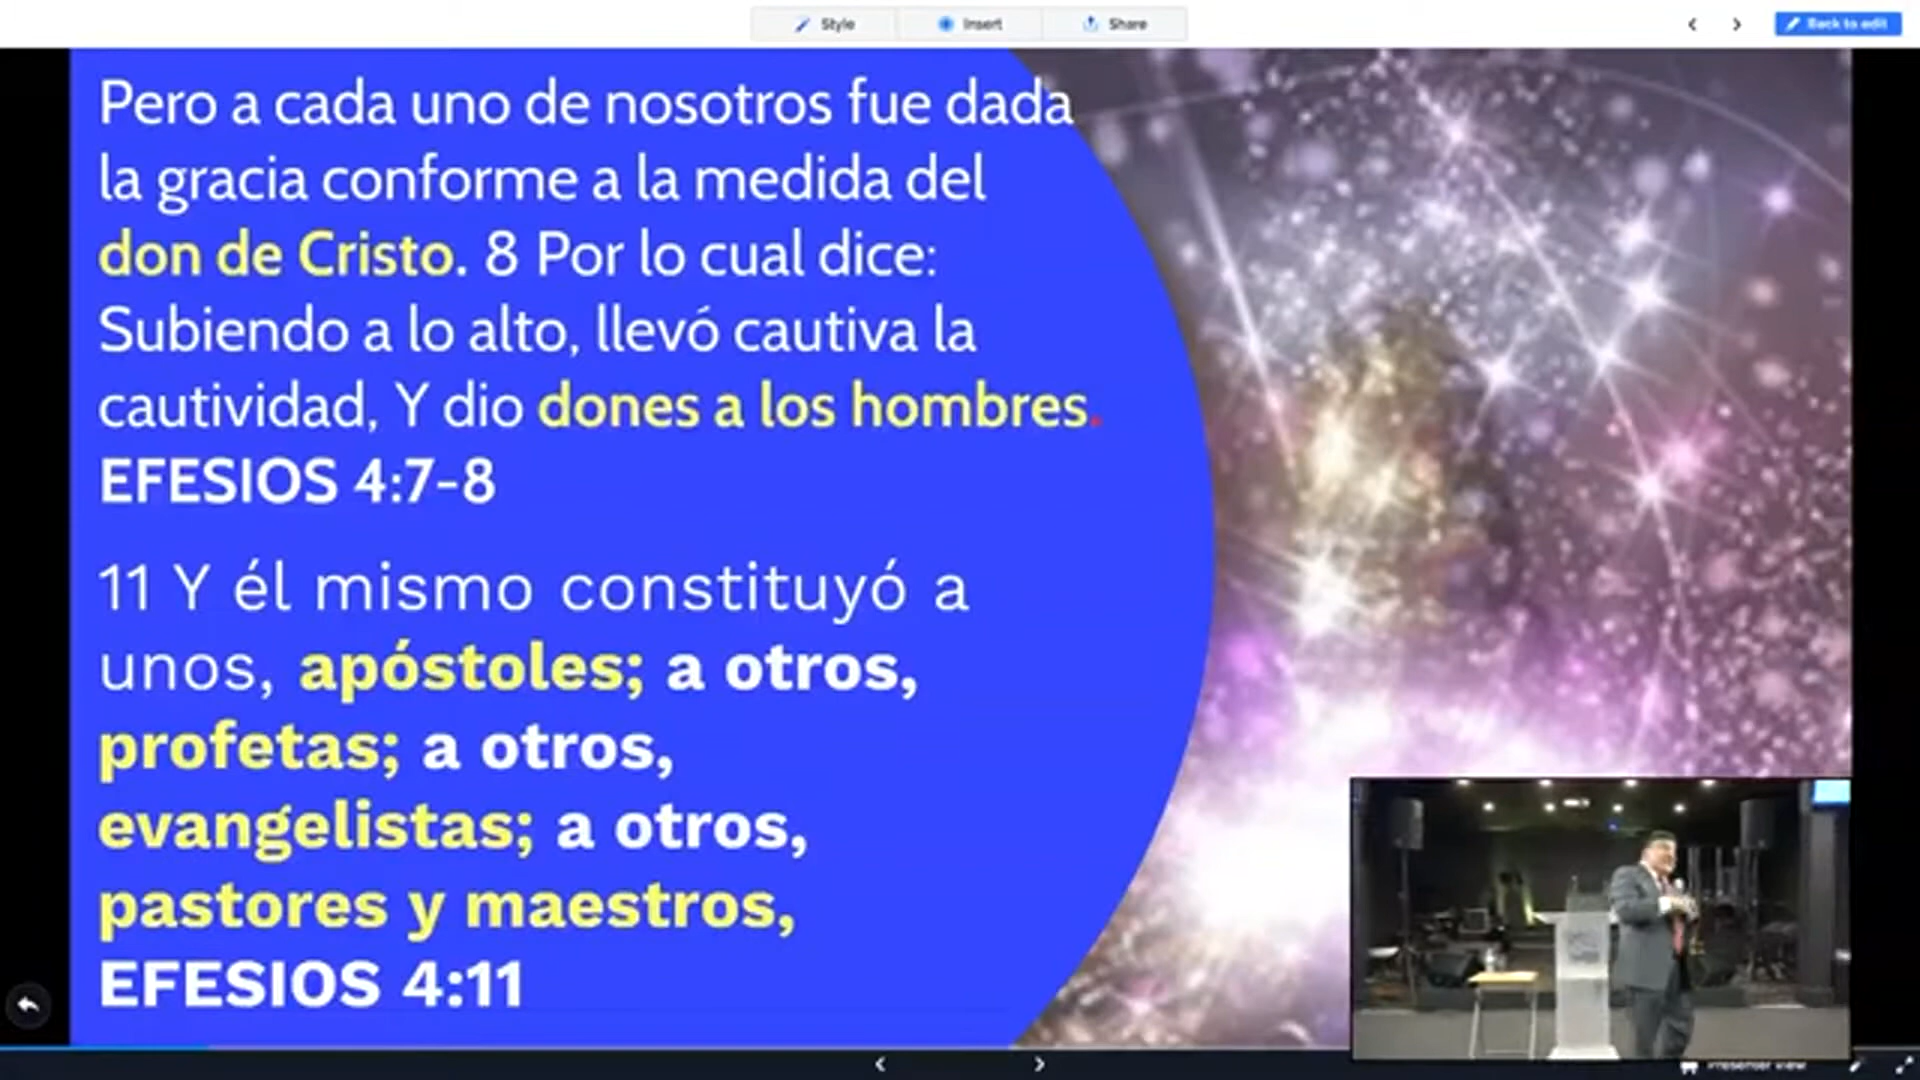 Style
Insert
Share
Back to edit
Pero a cada uno de nosotros fue dada
la gracia conforme a la medida del
don de Cristo. 8 Por lo cual dice:
Subiendo a lo alto, llevó cautiva la
cautividad, Y dio dones a los hombres.
EFESIOS 4:7-8
11 Y él mismo constituyó a
unos, apóstoles; a otros,
profetas; a otros,
evangelistas; a otros,
pastores y maestros,
EFESIOS 4:11
Presenter view